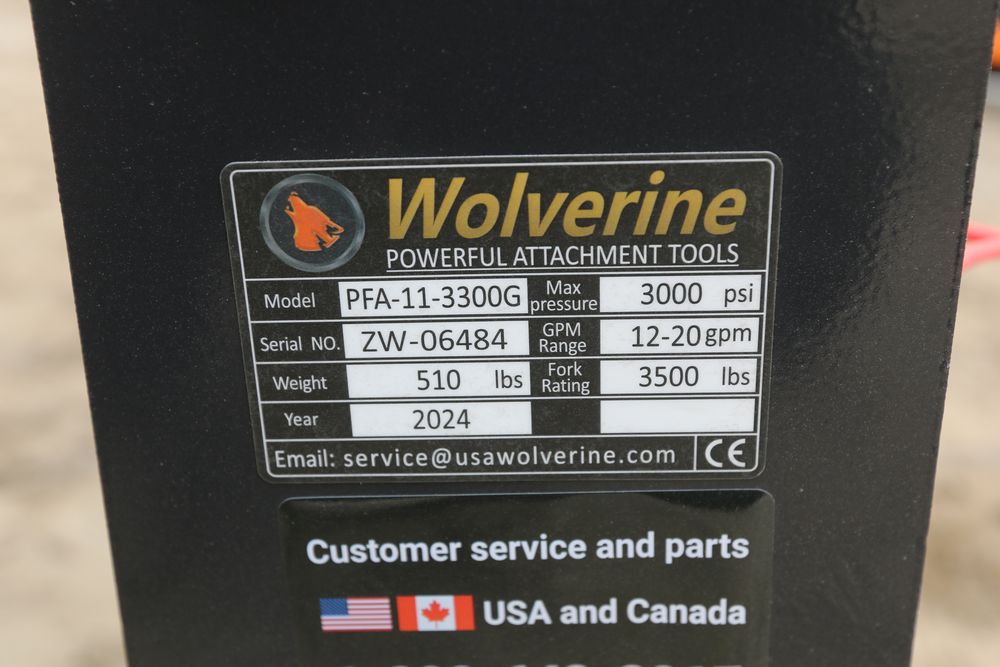 Wolverine
POWERFUL ATTACHMENT TOOLS
Model PFA-11-3300G Max pressure 3000 psi
Serial NO. ZW-06484 GPM Range 12-20 gpm
Weight 510 lbs Fork Rating 3500 lbs
Year 2024
Email: service@usawolverine.com CE
Customer service and parts
USA and Canada